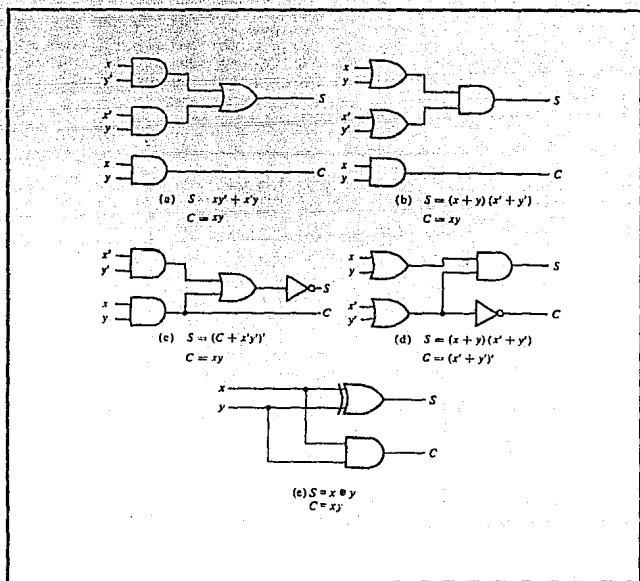 x
y'
S
x'
y
x
y
C
(a) S = xy' + x'y
C = xy
x
y
S
x'
y'
x
y
C
(b) S = (x + y) (x' + y')
C = xy
x'
y'
S
x
y
C
(c) S = (C + x'y')'
C = xy
x
y
S
x'
y'
C
(d) S = (x + y) (x' + y')
C = (x' + y')'
x
y
S
C
(e) S = x ⊕ y
C = xy